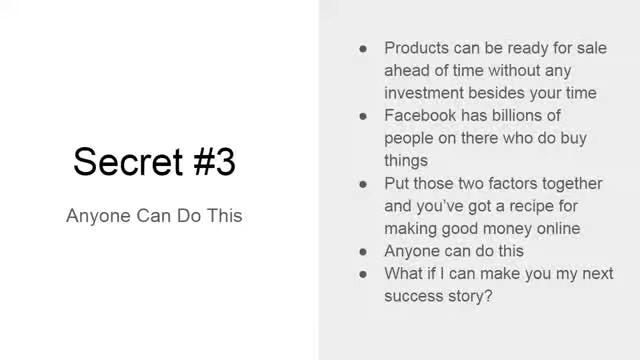 Secret #3
Anyone Can Do This
● Products can be ready for sale
ahead of time without any
investment besides your time
● Facebook has billions of
people on there who do buy
things
● Put those two factors together
and you’ve got a recipe for
making good money online
● Anyone can do this
● What if I can make you my next
success story?